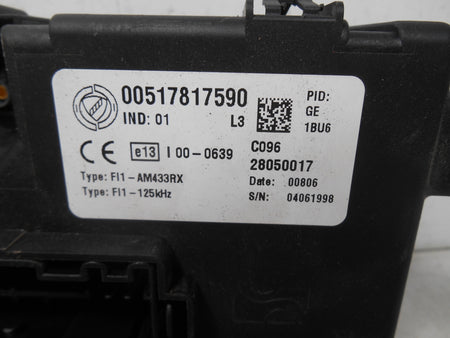 00517817590
IND: 01 L3
PID:
GE
1BU6
CE e13 I 00-0639
C096
28050017
Type: FI1-AM433RX
Date: 00806
Type: FI1-125kHz
S/N: 04061998